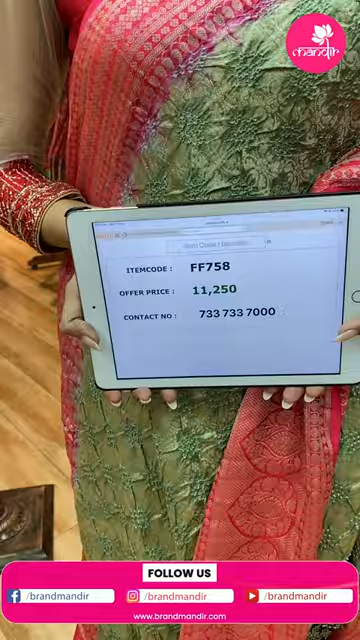 mandir
ITEMCODE : FF758
OFFER PRICE : 11,250
CONTACT NO : 733 733 7000
FOLLOW US
/brandmandir /brandmandir /brandmandir
www.brandmandir.com